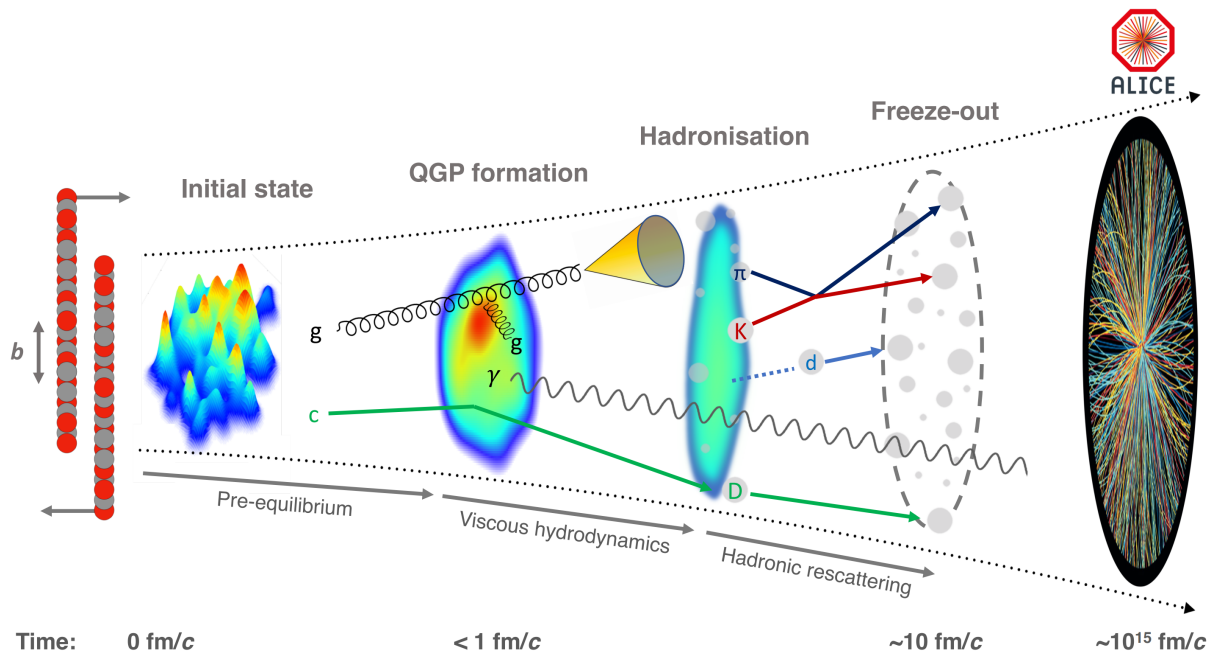 ALICE
Freeze-out
Hadronisation
QGP formation
Initial state
b
g
g
γ
c
π
K
d
D
Pre-equilibrium
Viscous hydrodynamics
Hadronic rescattering
Time: 0 fm/c < 1 fm/c ~10 fm/c ~10¹⁵ fm/c